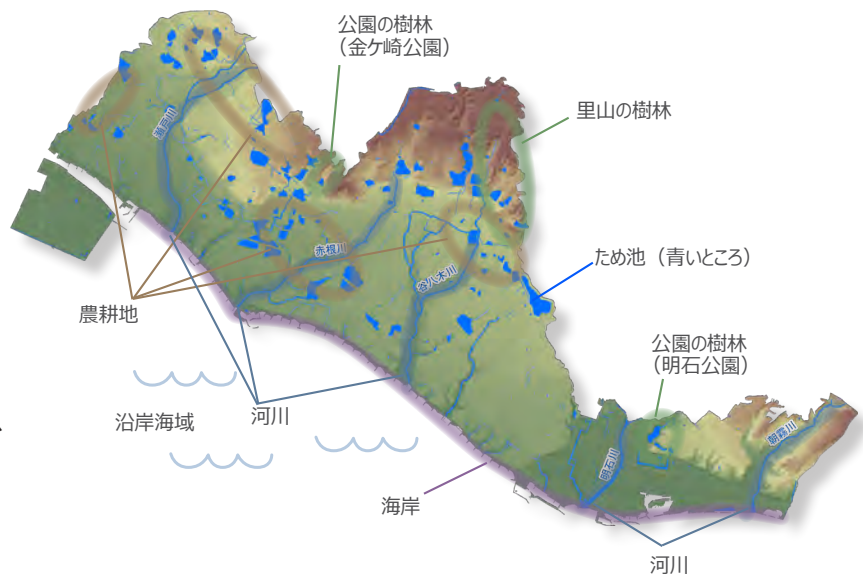 公園の樹林
（金ケ崎公園）
里山の樹林
瀬戸川
赤根川
谷八木川
ため池（青いところ）
農耕地
公園の樹林
（明石公園）
沿岸海域
河川
朝霧川
明石川
海岸
河川